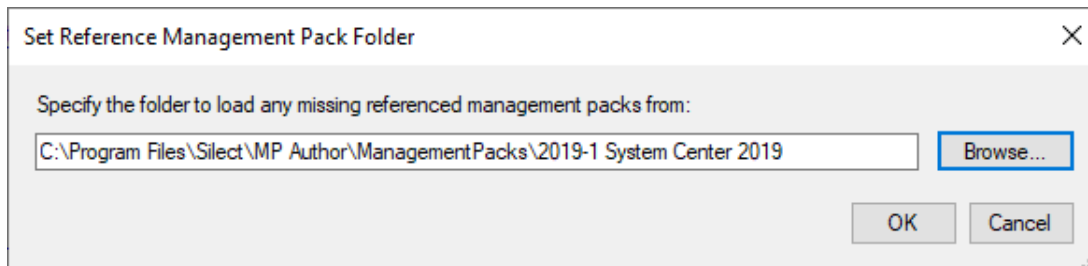 Set Reference Management Pack Folder
Specify the folder to load any missing referenced management packs from:
C:\Program Files\Silect\MP Author\ManagementPacks\2019-1 System Center 2019
Browse...
OK
Cancel